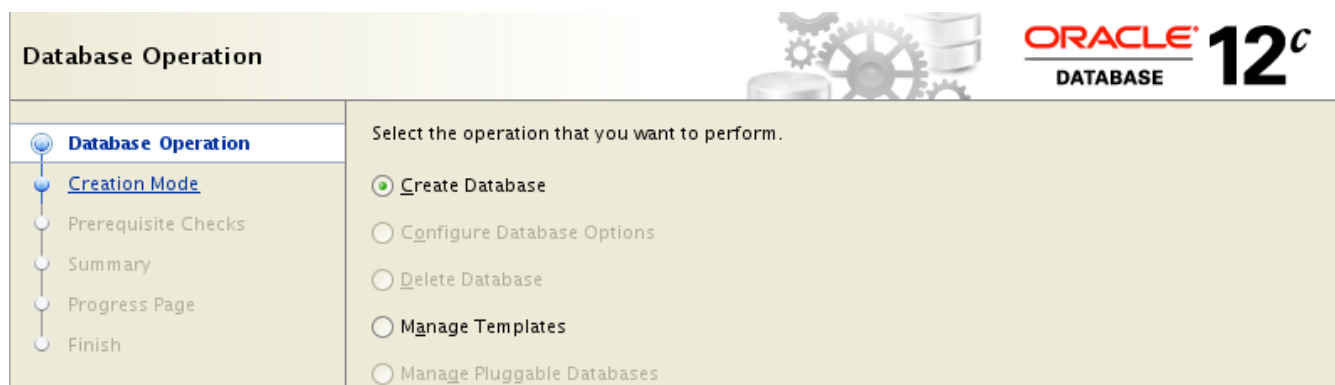 Database Operation
ORACLE DATABASE 12c
Database Operation
Creation Mode
Prerequisite Checks
Summary
Progress Page
Finish
Select the operation that you want to perform.
Create Database
Configure Database Options
Delete Database
Manage Templates
Manage Pluggable Databases